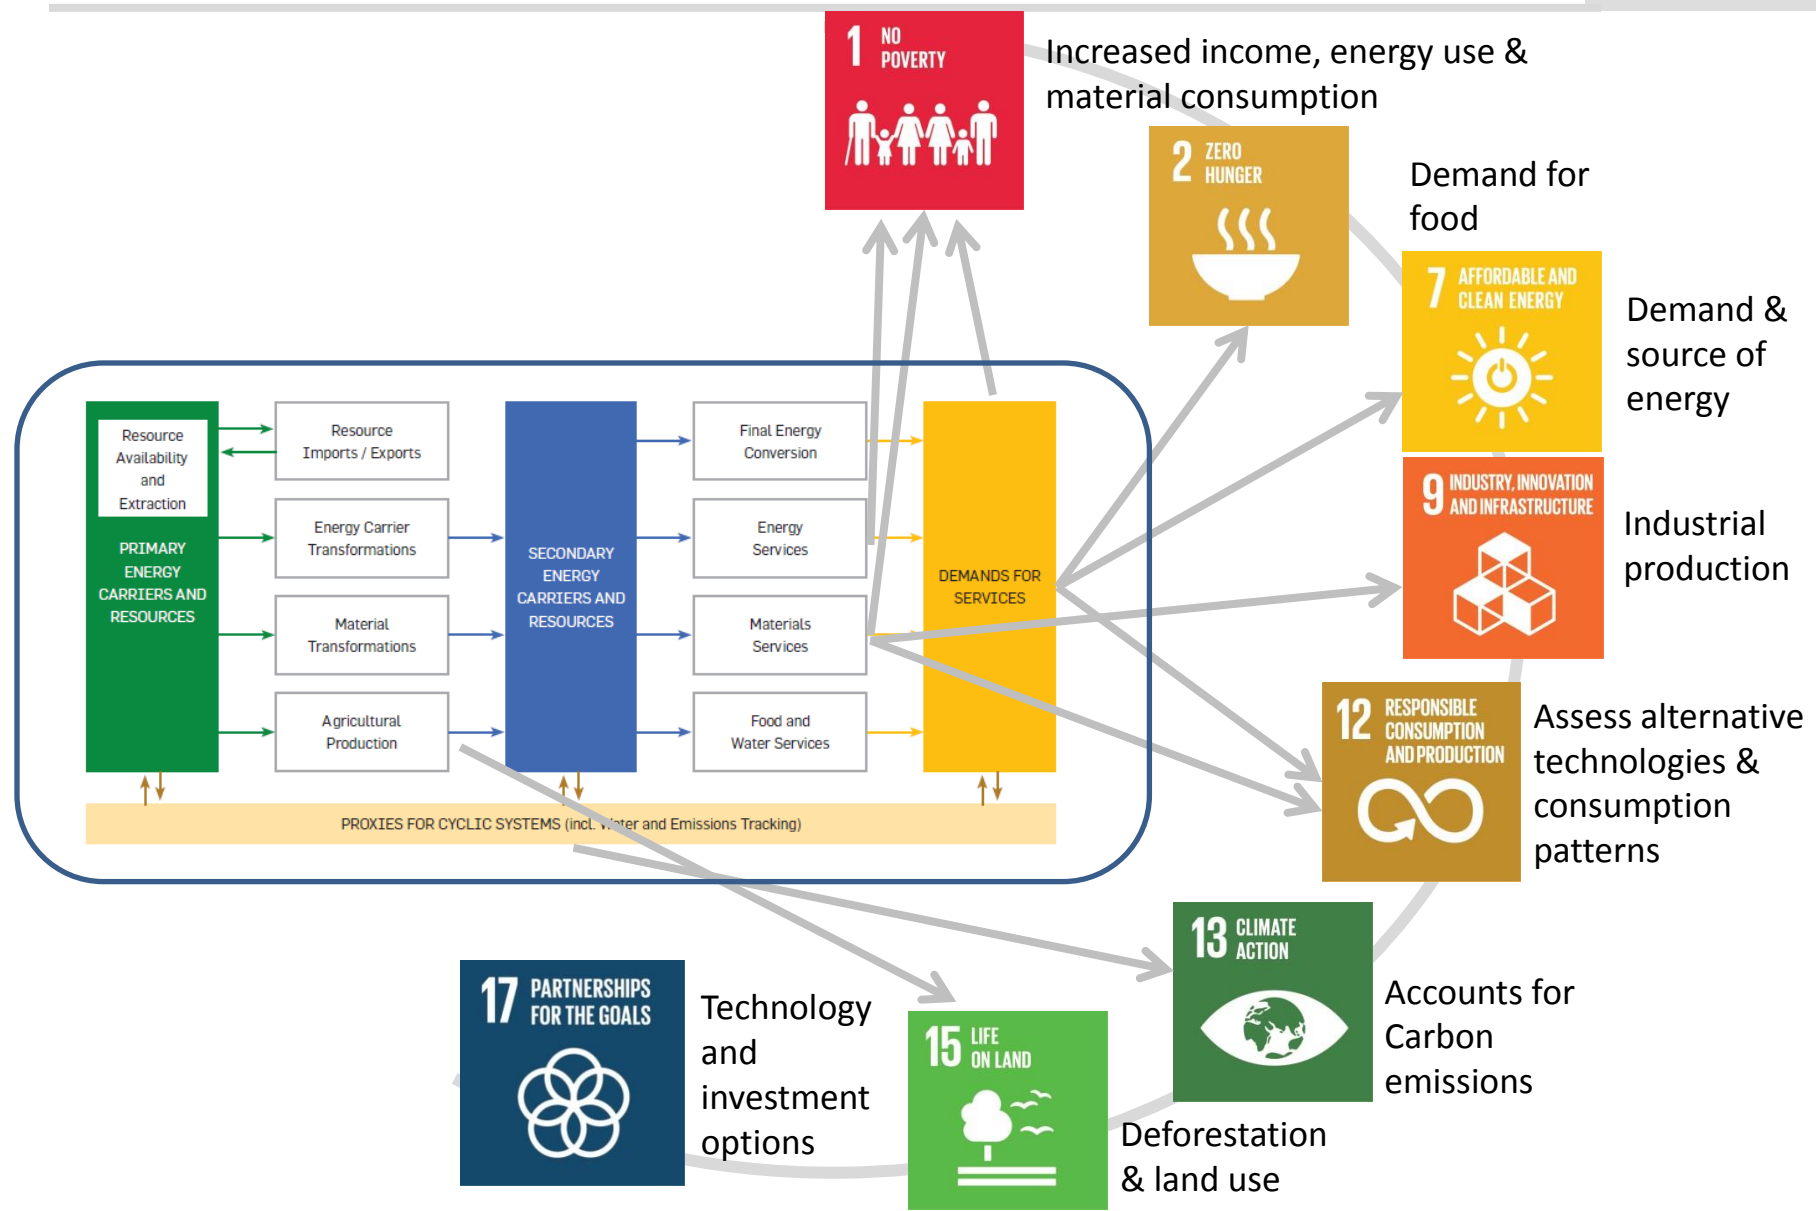 1 NO
POVERTY
Increased income, energy use &
material consumption
2 ZERO
HUNGER
Demand for
food
7 AFFORDABLE AND
CLEAN ENERGY
Demand &
source of
energy
9 INDUSTRY, INNOVATION
AND INFRASTRUCTURE
Industrial
production
12 RESPONSIBLE
CONSUMPTION
AND PRODUCTION
Assess alternative
technologies &
consumption
patterns
13 CLIMATE
ACTION
Accounts for
Carbon
emissions
15 LIFE
ON LAND
Deforestation
& land use
17 PARTNERSHIPS
FOR THE GOALS
Technology
and
investment
options
Resource
Availability
and
Extraction
PRIMARY
ENERGY
CARRIERS AND
RESOURCES
Resource
Imports / Exports
Energy Carrier
Transformations
Material
Transformations
Agricultural
Production
SECONDARY
ENERGY
CARRIERS AND
RESOURCES
Final Energy
Conversion
Energy
Services
Materials
Services
Food and
Water Services
DEMANDS FOR
SERVICES
PROXIES FOR CYCLIC SYSTEMS (incl. Water and Emissions Tracking)